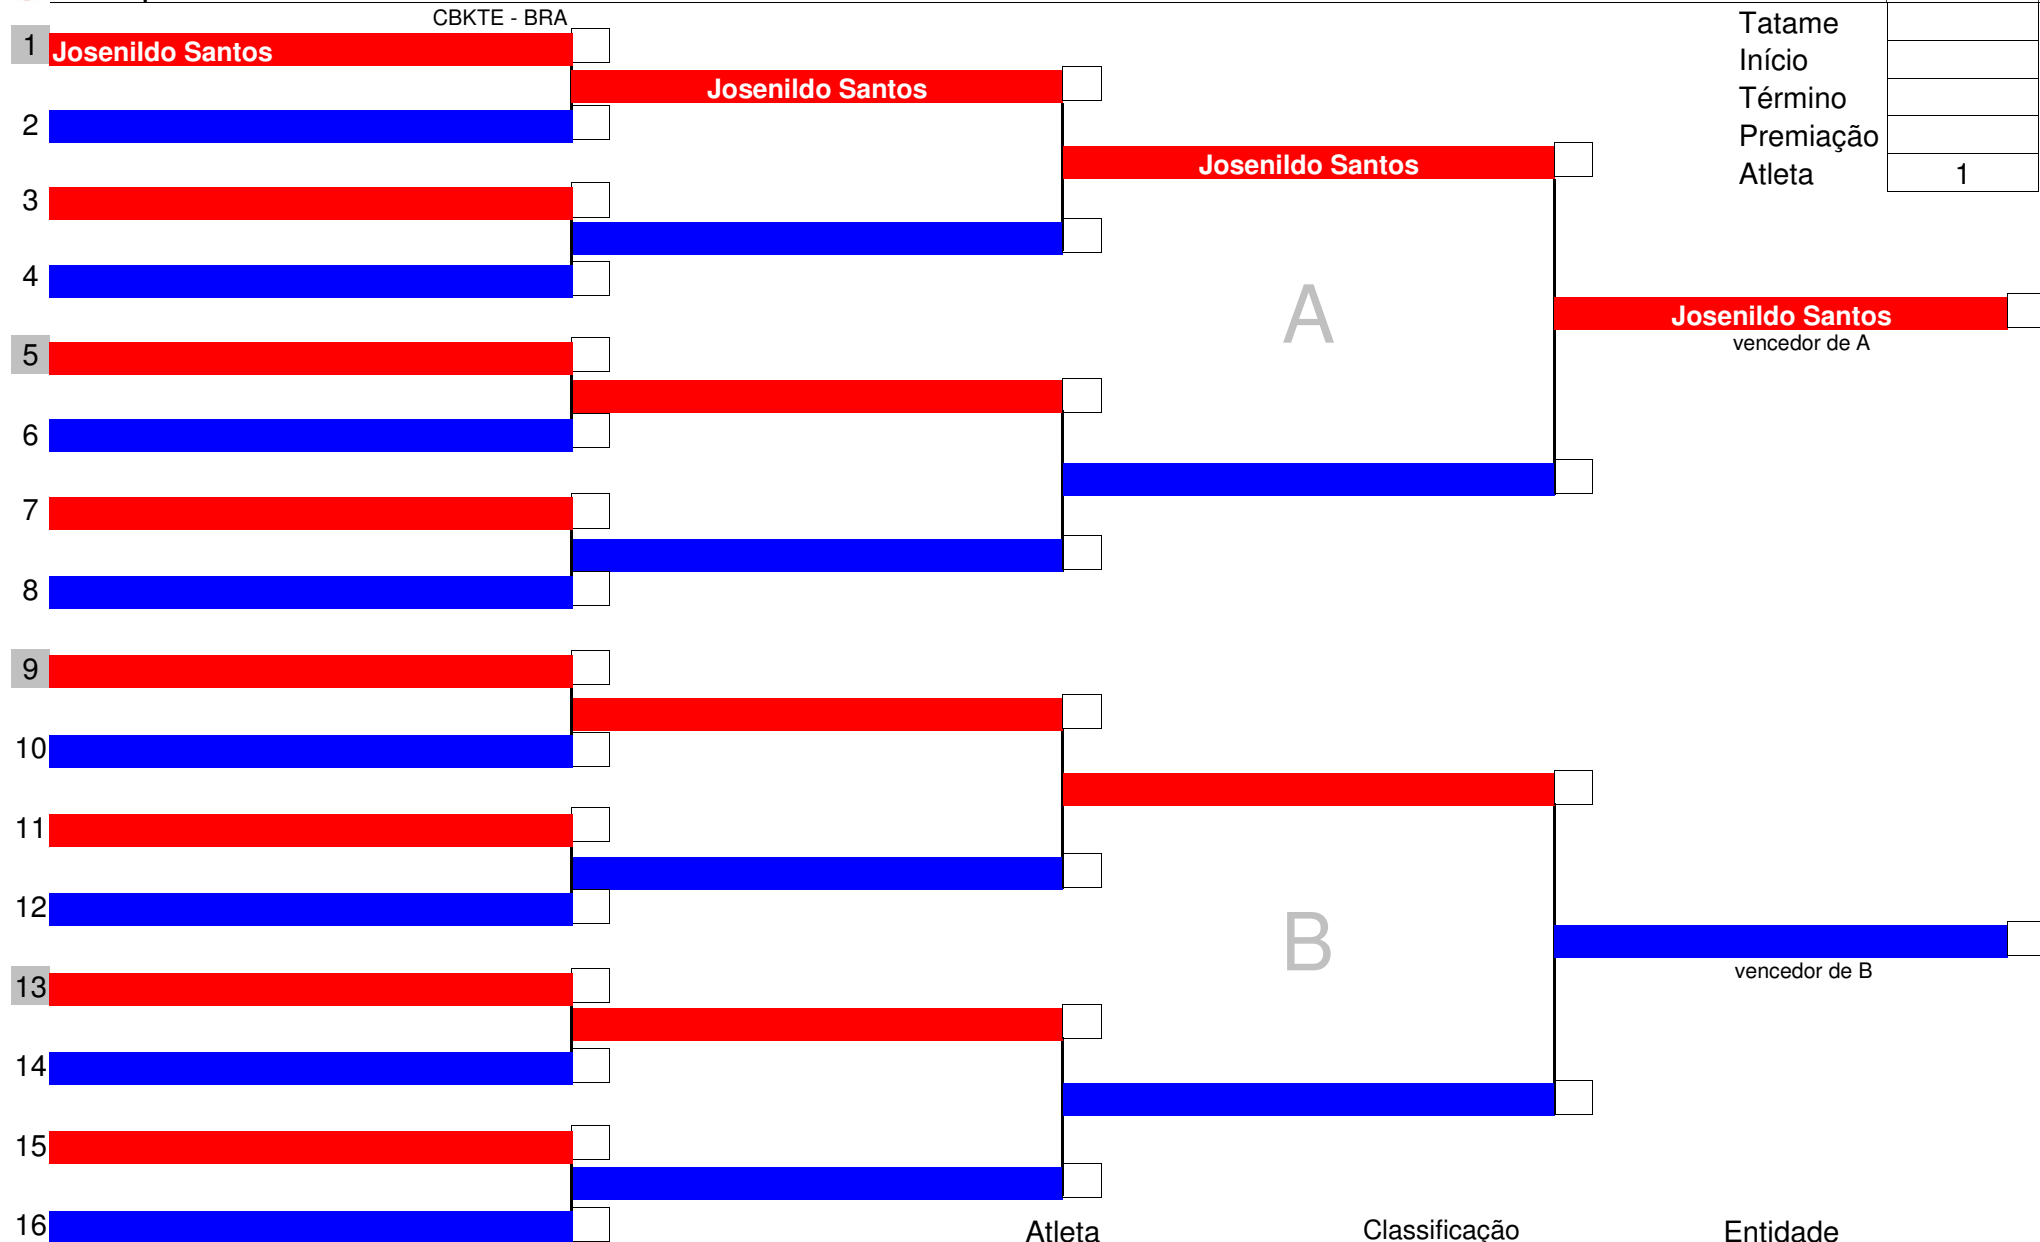 CBKTE - BRA
Tatame
1 Josenildo Santos
Início
Josenildo Santos
Término
2
Premiação
Josenildo Santos
Atleta 1
3
4
A
Josenildo Santos
vencedor de A
5
6
7
8
9
10
11
12
B
vencedor de B
13
14
15
16
Atleta Classificação Entidade